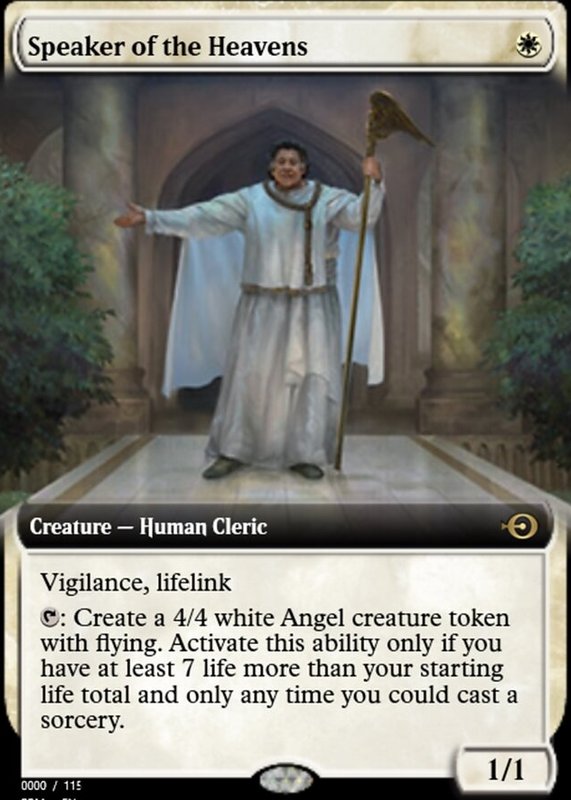 Speaker of the Heavens
Creature — Human Cleric
Vigilance, lifelink
: Create a 4/4 white Angel creature token
with flying. Activate this ability only if you
have at least 7 life more than your starting
life total and only any time you could cast a
sorcery.
1/1
0000 / 115